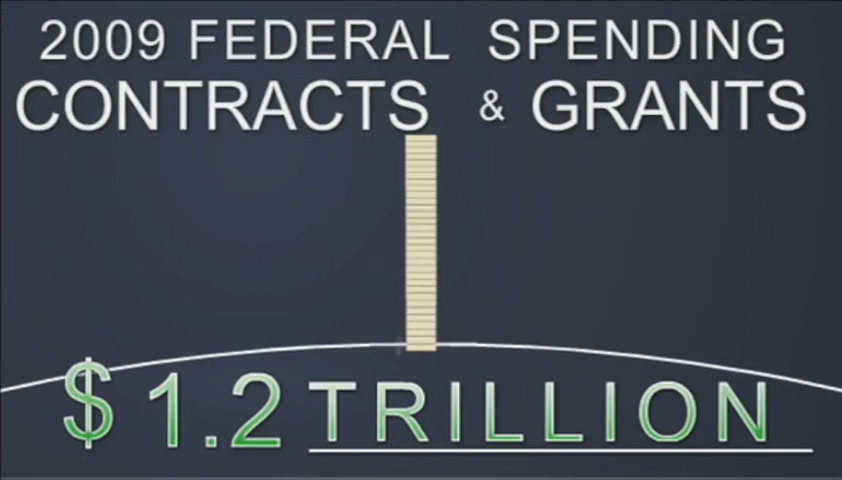 2009 FEDERAL SPENDING
CONTRACTS & GRANTS
$1.2 TRILLION